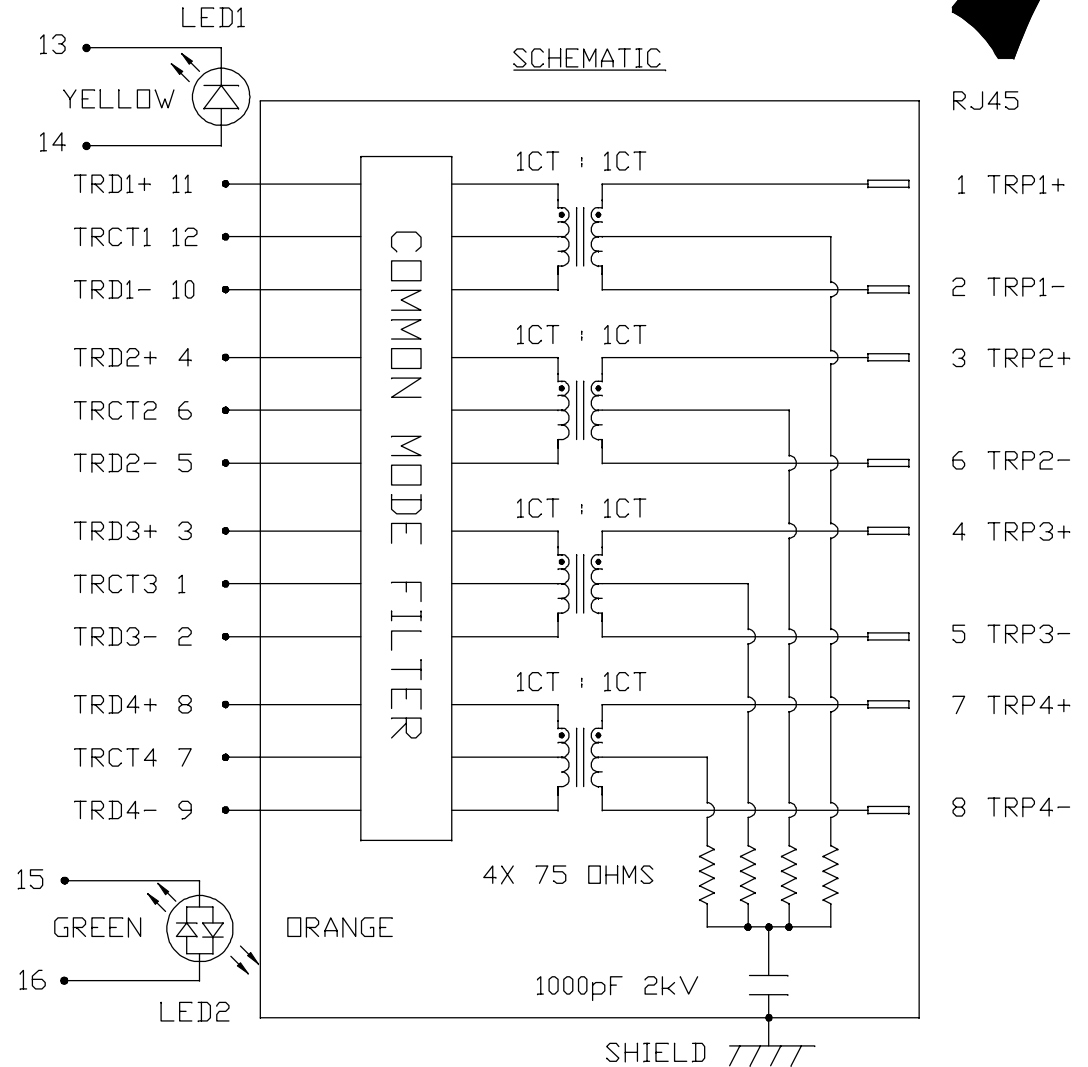 LED1
13
SCHEMATIC
YELLOW
RJ45
14
1CT : 1CT
TRD1+ 11
1 TRP1+
TRCT1 12
TRD1- 10
2 TRP1-
1CT : 1CT
TRD2+ 4
3 TRP2+
TRCT2 6
TRD2- 5
6 TRP2-
1CT : 1CT
TRD3+ 3
4 TRP3+
TRCT3 1
TRD3- 2
5 TRP3-
1CT : 1CT
TRD4+ 8
7 TRP4+
TRCT4 7
TRD4- 9
8 TRP4-
COMMON MODE FILTER
4X 75 OHMS
15
GREEN
ORANGE
16
LED2
1000pF 2kV
SHIELD